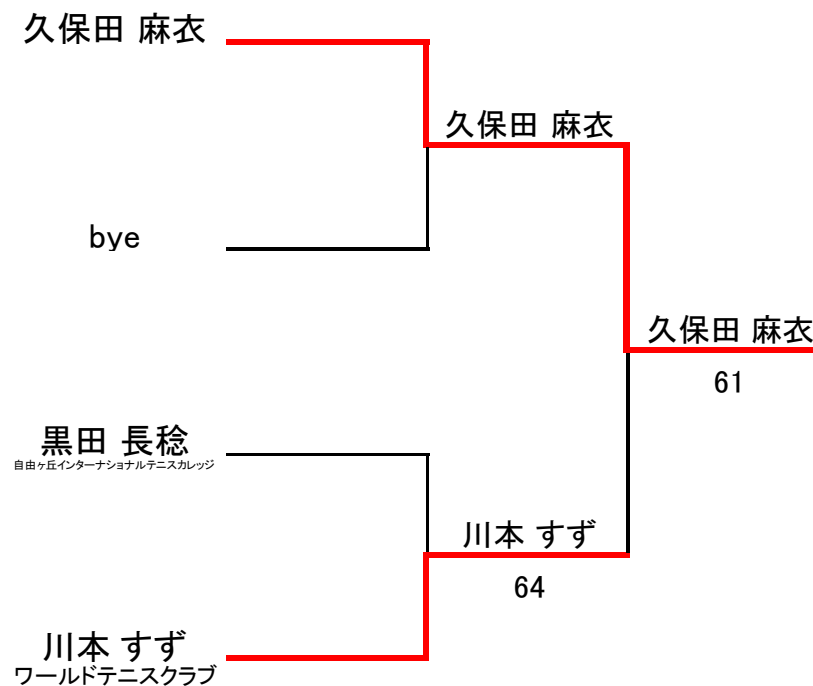 久保田 麻衣
久保田 麻衣
bye
久保田 麻衣
61
黒田 長稔
自由ヶ丘インターナショナルテニスカレッジ
川本 すず
64
川本 すず
ワールドテニスクラブ